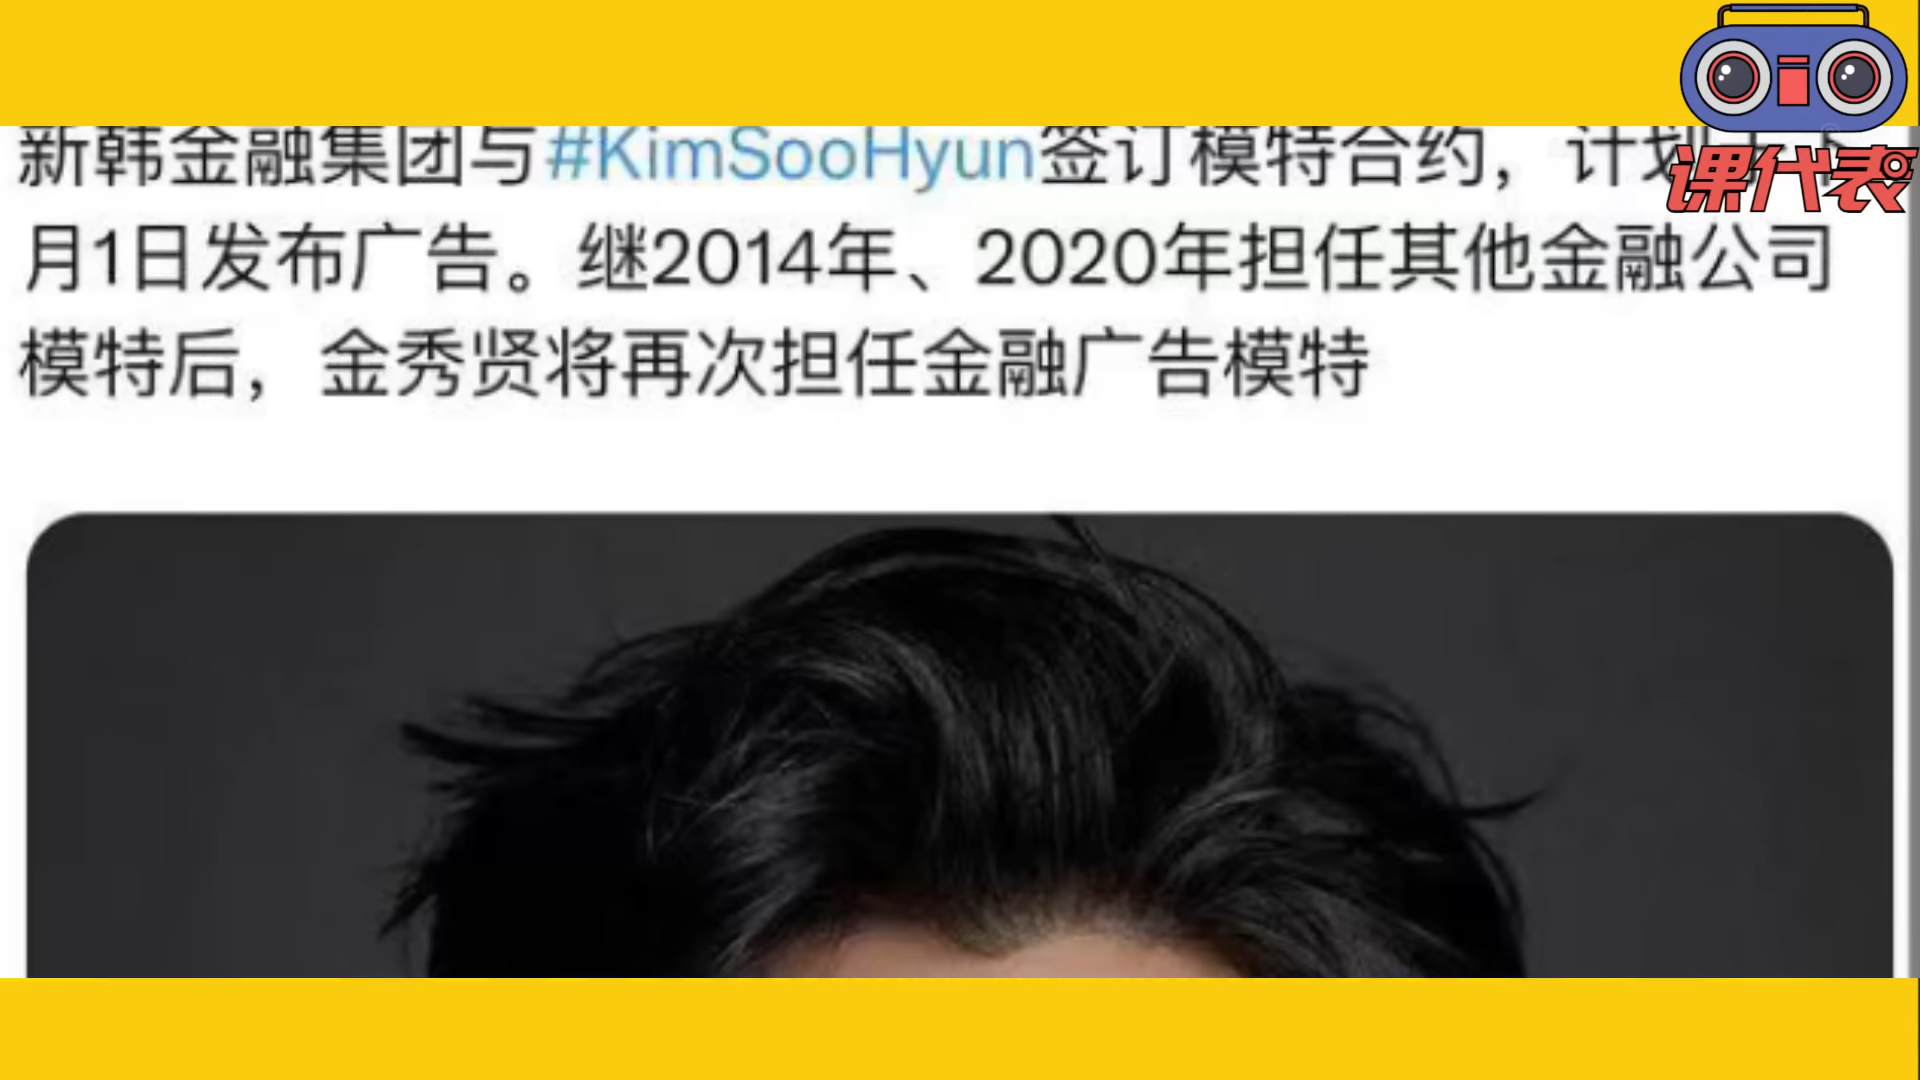 新韩金融集团与#KimSooHyun签订模特合约，计划于下
月1日发布广告。继2014年、2020年担任其他金融公司
模特后，金秀贤将再次担任金融广告模特
课代表